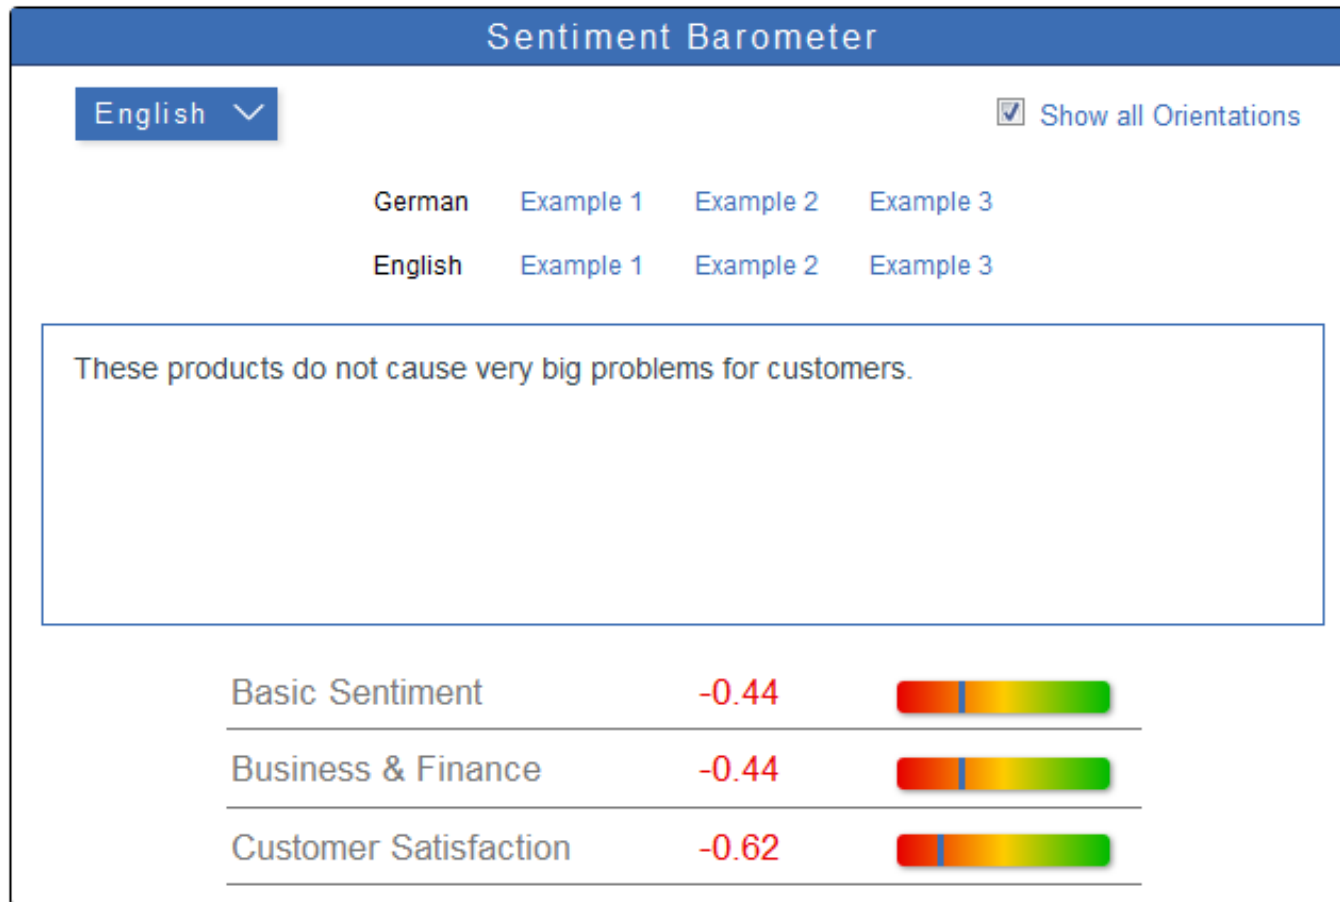 Sentiment Barometer
English
Show all Orientations
German Example 1 Example 2 Example 3
English Example 1 Example 2 Example 3
These products do not cause very big problems for customers.
Basic Sentiment -0.44
Business & Finance -0.44
Customer Satisfaction -0.62